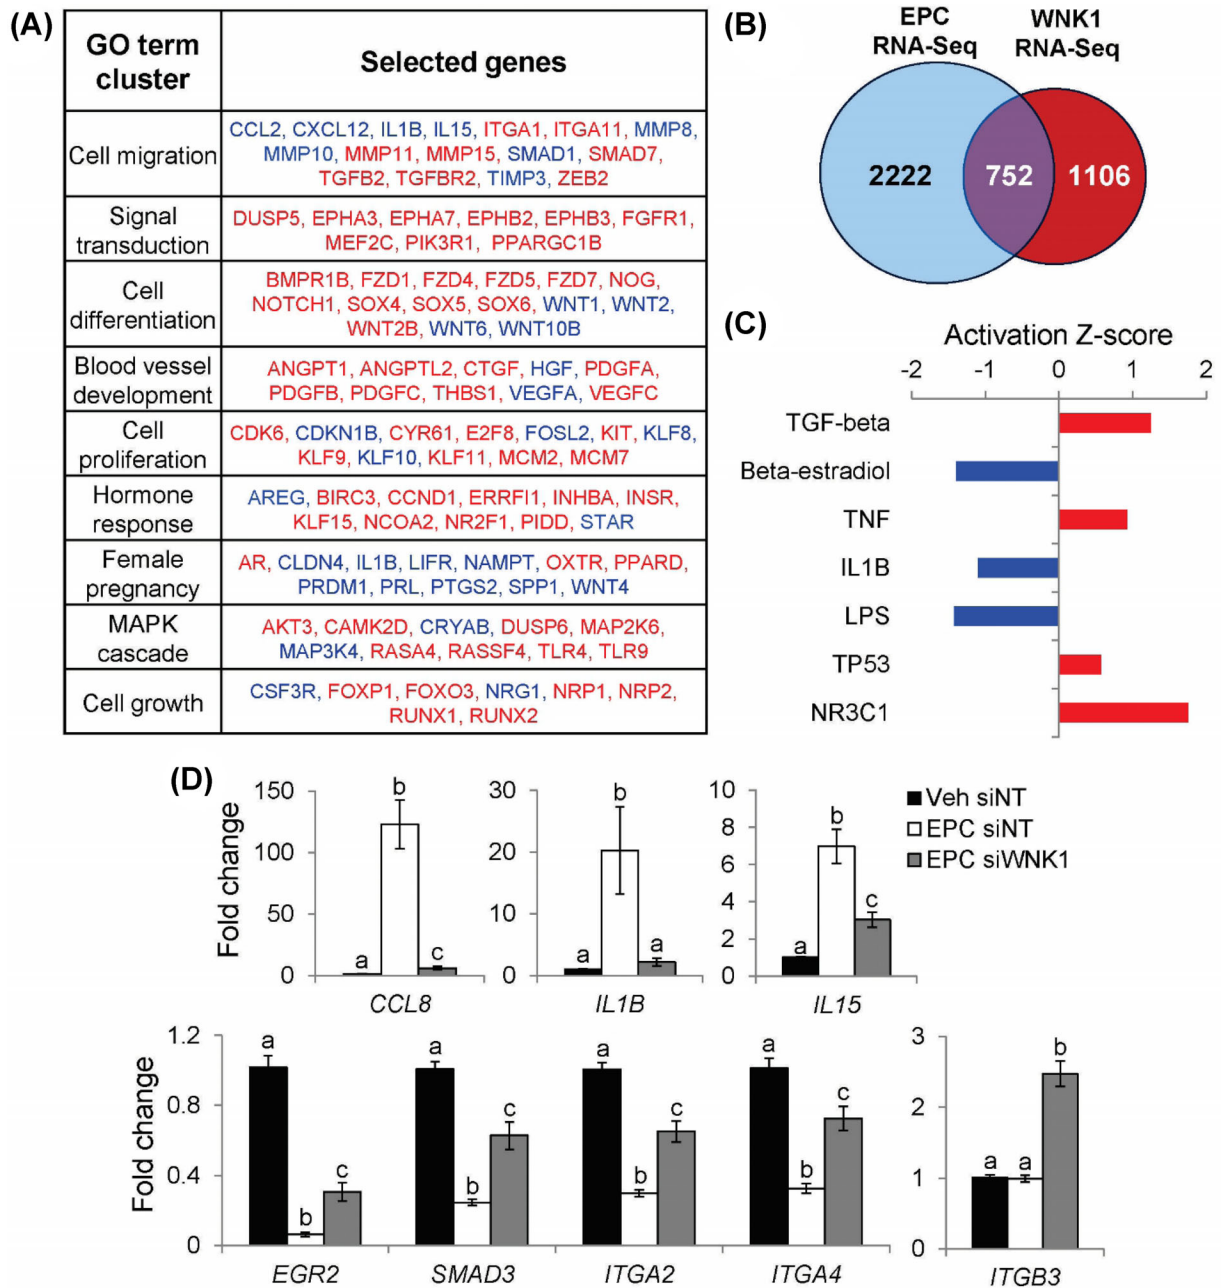 (A)
GO term
cluster
Selected genes
Cell migration
CCL2, CXCL12, IL1B, IL15, ITGA1, ITGA11, MMP8,
MMP10, MMP11, MMP15, SMAD1, SMAD7,
TGFB2, TGFBR2, TIMP3, ZEB2
Signal
transduction
DUSP5, EPHA3, EPHA7, EPHB2, EPHB3, FGFR1,
MEF2C, PIK3R1, PPARGC1B
Cell
differentiation
BMPR1B, FZD1, FZD4, FZD5, FZD7, NOG,
NOTCH1, SOX4, SOX5, SOX6, WNT1, WNT2,
WNT2B, WNT6, WNT10B
Blood vessel
development
ANGPT1, ANGPTL2, CTGF, HGF, PDGFA,
PDGFB, PDGFC, THBS1, VEGFA, VEGFC
Cell
proliferation
CDK6, CDKN1B, CYR61, E2F8, FOSL2, KIT, KLF8,
KLF9, KLF10, KLF11, MCM2, MCM7
Hormone
response
AREG, BIRC3, CCND1, ERRFI1, INHBA, INSR,
KLF15, NCOA2, NR2F1, PIDD, STAR
Female
pregnancy
AR, CLDN4, IL1B, LIFR, NAMPT, OXTR, PPARD,
PRDM1, PRL, PTGS2, SPP1, WNT4
MAPK
cascade
AKT3, CAMK2D, CRYAB, DUSP6, MAP2K6,
MAP3K4, RASA4, RASSF4, TLR4, TLR9
Cell growth
CSF3R, FOXP1, FOXO3, NRG1, NRP1, NRP2,
RUNX1, RUNX2
(B)
EPC
RNA-Seq
WNK1
RNA-Seq
2222
752
1106
(C)
Activation Z-score
-2 -1 0 1 2
TGF-beta
Beta-estradiol
TNF
IL1B
LPS
TP53
NR3C1
(D)
Fold change
150
100
50
0
a b c
CCL8
30
20
10
0
a b a
IL1B
10
8
6
4
2
0
a b c
IL15
Veh siNT
EPC siNT
EPC siWNK1
Fold change
1.2
0.8
0.4
0
a b c
EGR2
a b c
SMAD3
a b c
ITGA2
a b c
ITGA4
3
2
1
0
a a b
ITGB3